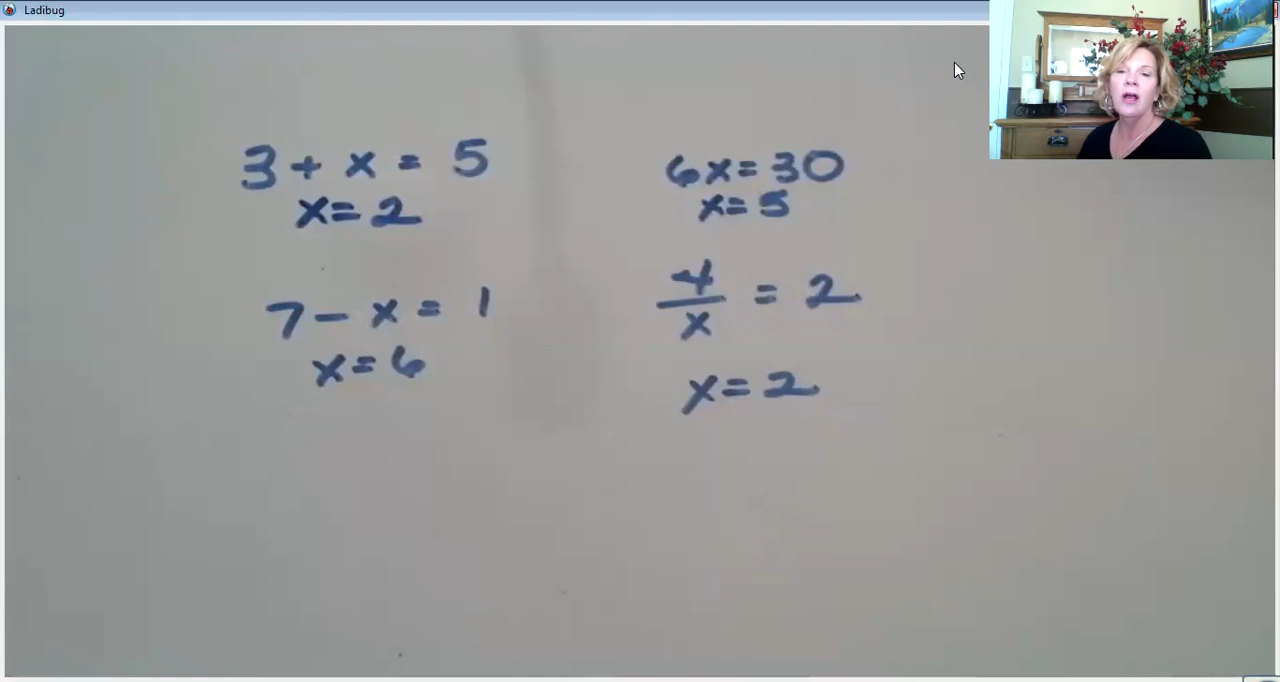 Ladibug
3 + x = 5
x = 2
7 - x = 1
x = 6
6x = 30
x = 5
4/x = 2
x = 2